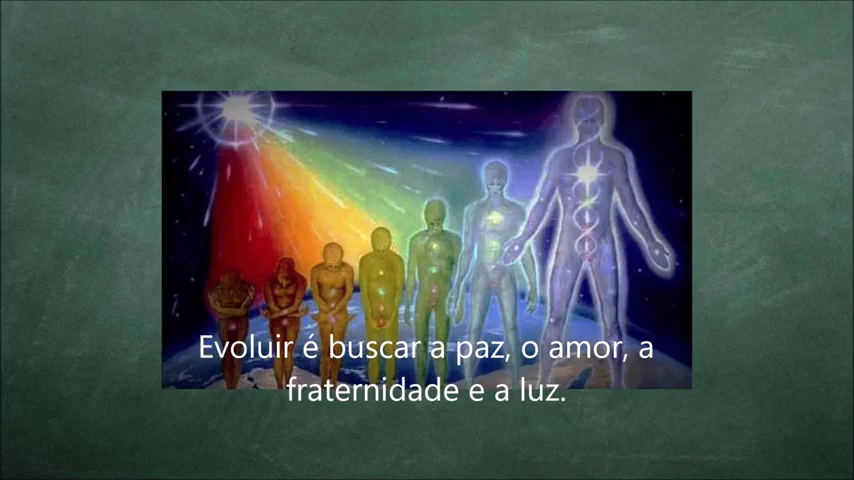 Evoluir é buscar a paz, o amor, a
fraternidade e a luz.